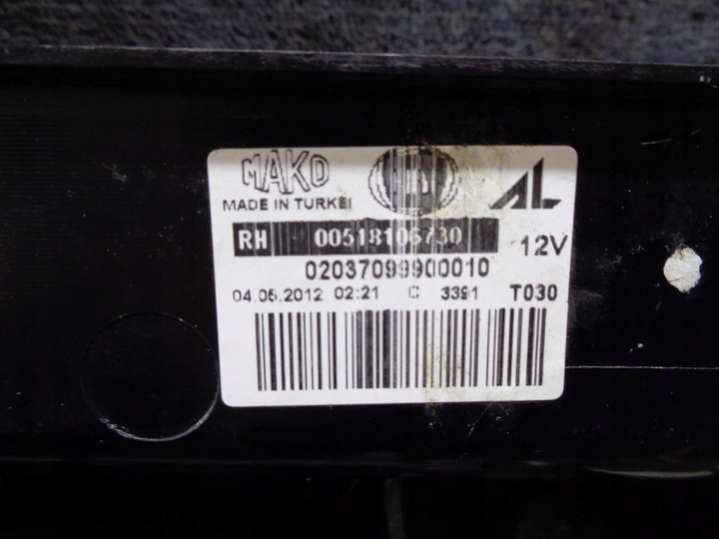 MAKO
AL
MADE IN TURKEI
RH 00518106730 12V
02037099900010
04.05.2012 02:21 C 3391 T030